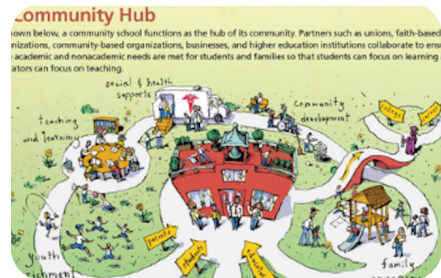 Community Hub
own below, a community school functions as the hub of its community. Partners such as unions, faith-based
nizations, community-based organizations, businesses, and higher education institutions collaborate to ens
academic and nonacademic needs are met for students and families so that students can focus on learning
ators can focus on teaching.
social & health
supports
community
development
college
career
teaching
and learning
youth
richment
parents
students
family